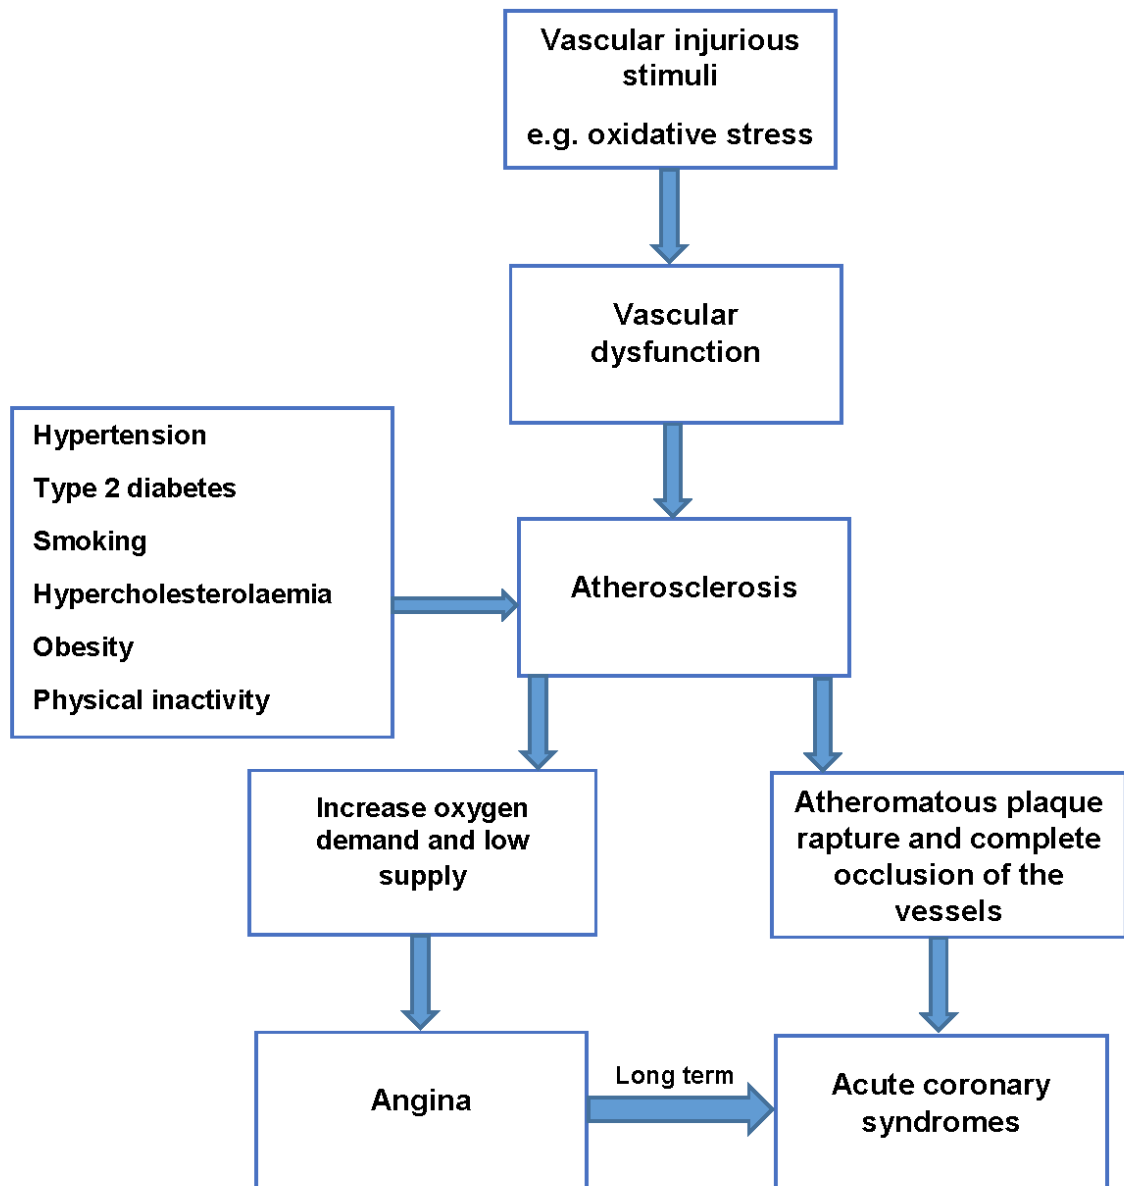 Vascular injurious
stimuli
e.g. oxidative stress
Vascular
dysfunction
Hypertension
Type 2 diabetes
Smoking
Hypercholesterolaemia
Obesity
Physical inactivity
Atherosclerosis
Increase oxygen
demand and low
supply
Atheromatous plaque
rapture and complete
occlusion of the
vessels
Angina
Long term
Acute coronary
syndromes